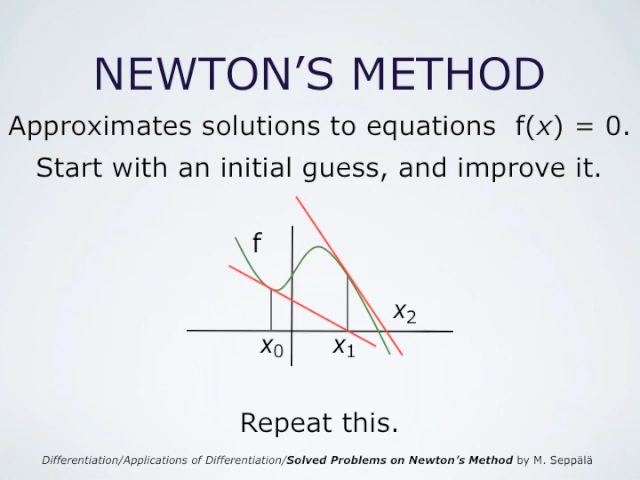 NEWTON’S METHOD
Approximates solutions to equations f(x) = 0.
Start with an initial guess, and improve it.
f
x₂
x₀ x₁
Repeat this.
Differentiation/Applications of Differentiation/Solved Problems on Newton’s Method by M. Seppälä